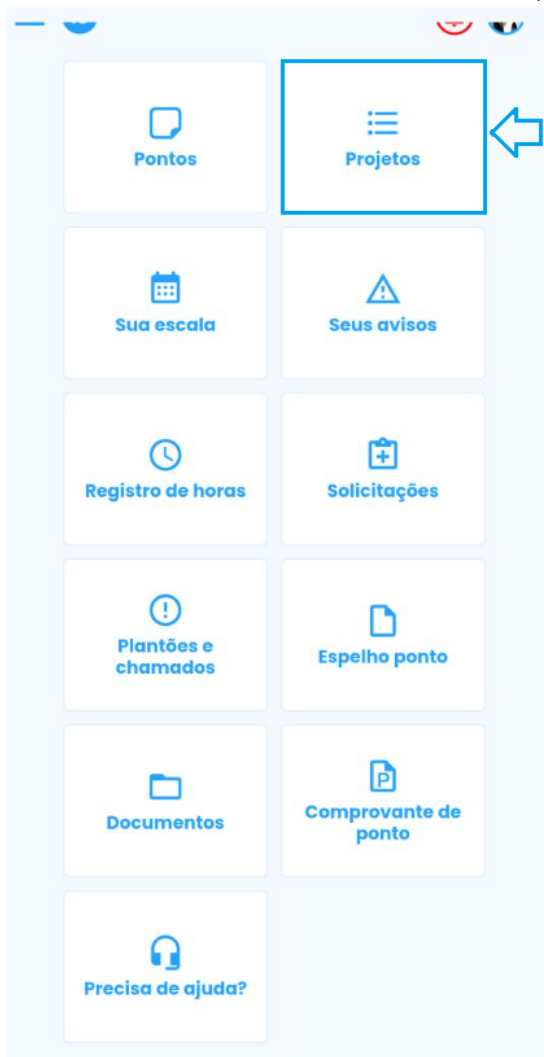 Pontos
Projetos
Sua escala
Seus avisos
Registro de horas
Solicitações
Plantões e
chamados
Espelho ponto
Documentos
P
Comprovante de
ponto
Precisa de ajuda?